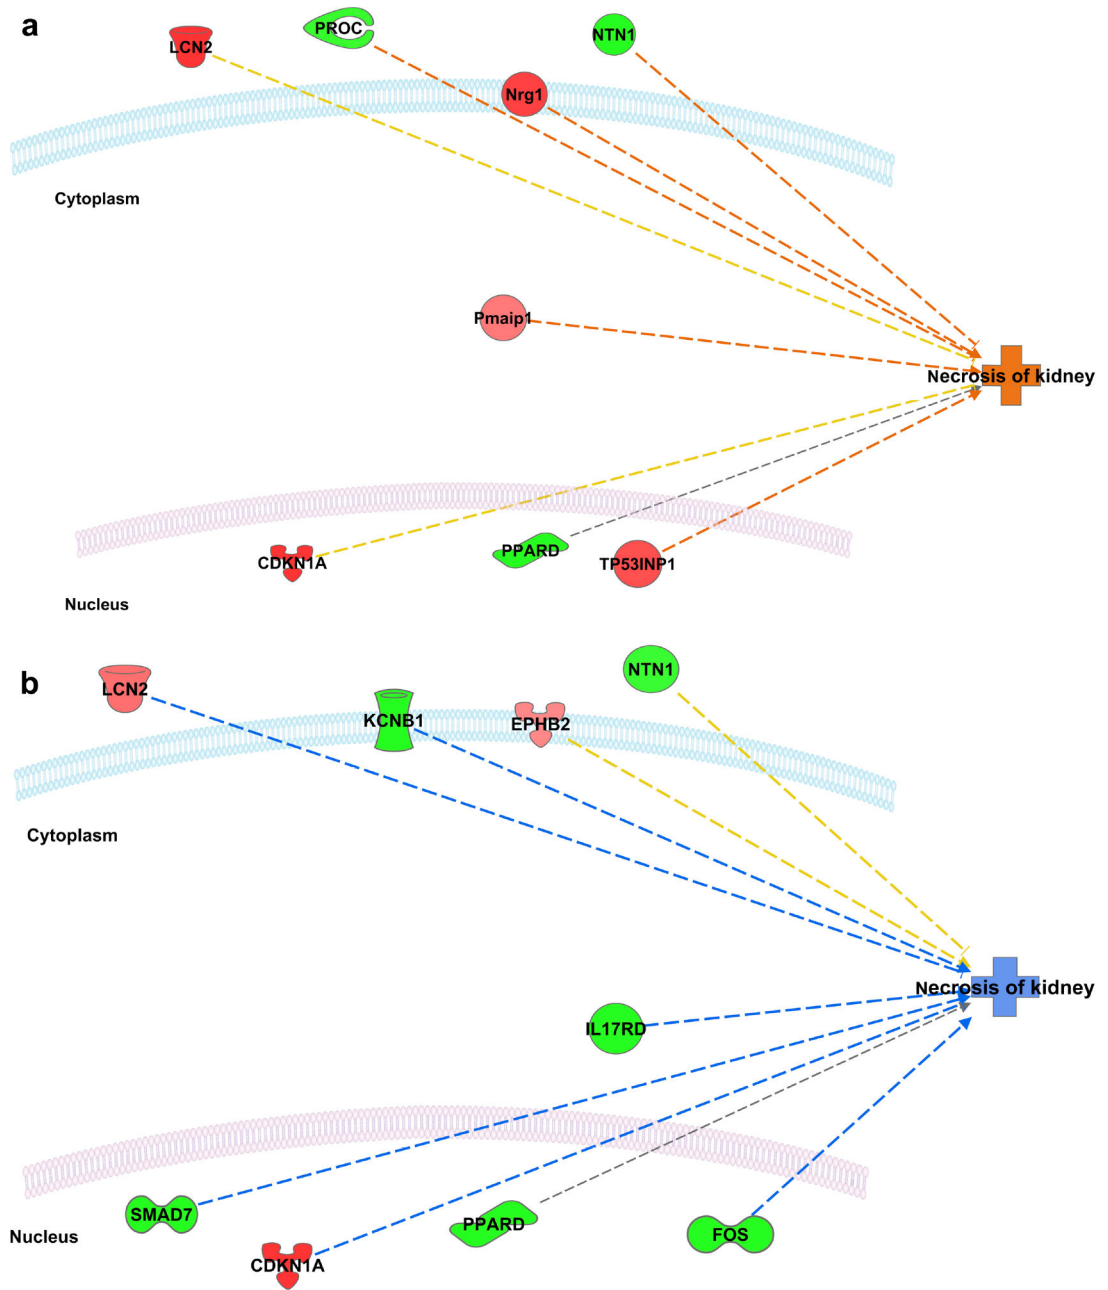 a
LCN2
PROC
NTN1
Nrg1
Cytoplasm
Pmaip1
Necrosis of kidney
CDKN1A
PPARD
TP53INP1
Nucleus
b
LCN2
KCNB1
EPHB2
NTN1
Cytoplasm
Necrosis of kidney
IL17RD
SMAD7
PPARD
FOS
Nucleus
CDKN1A